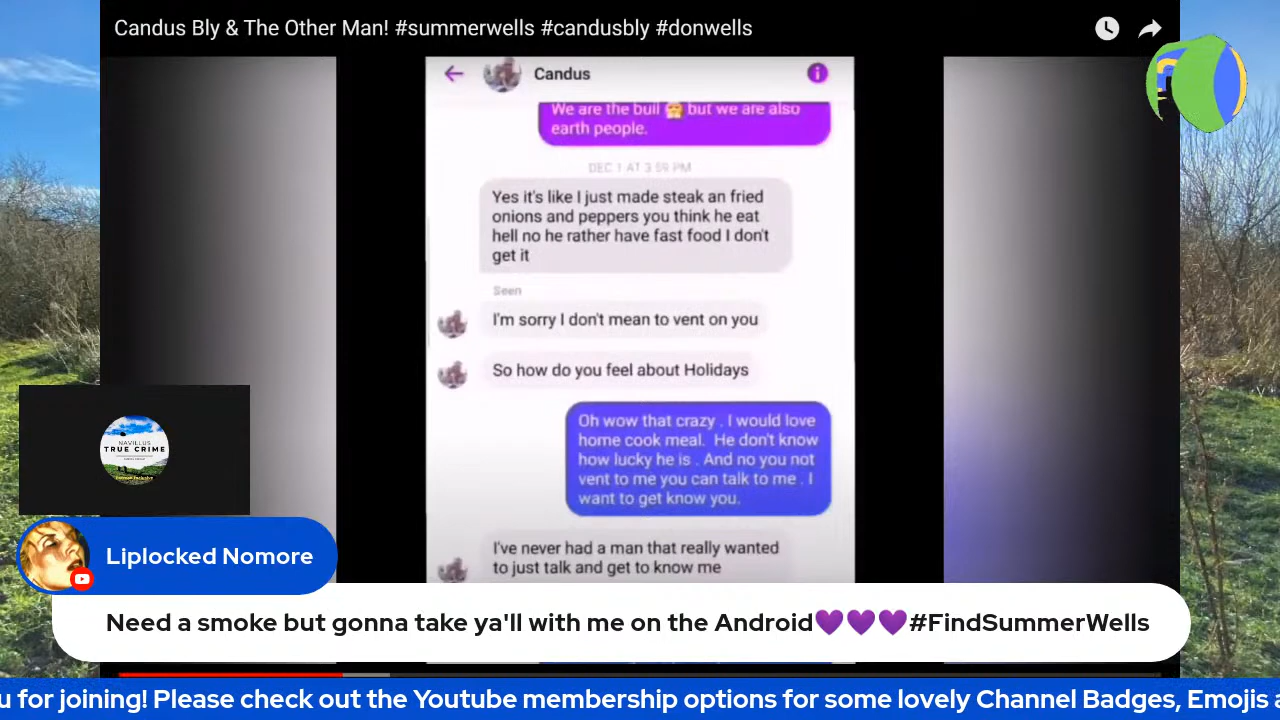 Candus Bly & The Other Man! #summerwells #candusbly #donwells
Candus
We are the bull 😤 but we are also
earth people.
DEC 1 AT 3:59 PM
Yes it's like I just made steak an fried
onions and peppers you think he eat
hell no he rather have fast food I don't
get it
Seen
I'm sorry I don't mean to vent on you
So how do you feel about Holidays
Oh wow that crazy . I would love
home cook meal. He don't know
how lucky he is . And no you not
vent to me you can talk to me . I
want to get know you.
I've never had a man that really wanted
to just talk and get to know me
NAVILLUS
TRUE CRIME
Liplocked Nomore
Need a smoke but gonna take ya'll with me on the Android💜💜💜#FindSummerWells
u for joining! Please check out the Youtube membership options for some lovely Channel Badges, Emojis a